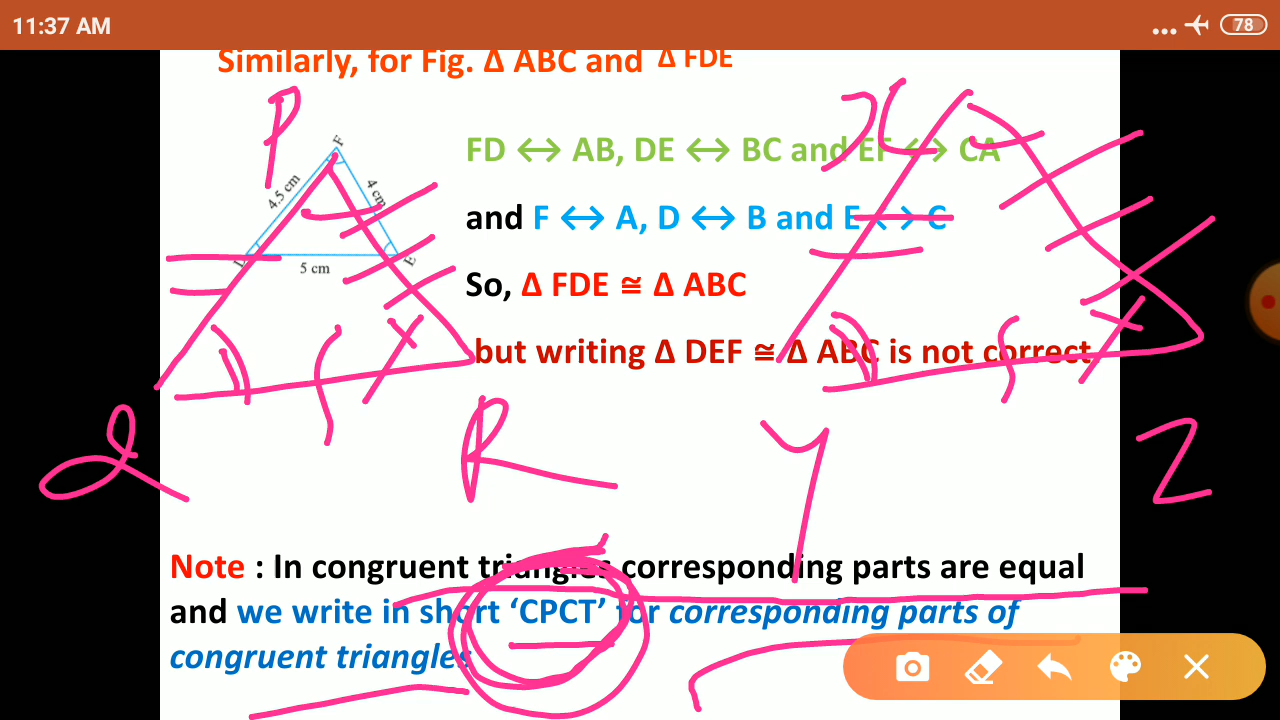 11:37 AM
78
Similarly, for Fig. Δ ABC and Δ FDE
P
F
4.5 cm
4 cm
E
5 cm
FD ↔ AB, DE ↔ BC and EF ↔ CA
X
and F ↔ A, D ↔ B and E ↔ C
So, Δ FDE ≅ Δ ABC
but writing Δ DEF ≅ Δ ABC is not correct
Q R Y Z
Note : In congruent triangles corresponding parts are equal
and we write in short ‘CPCT’ for corresponding parts of
congruent triangles